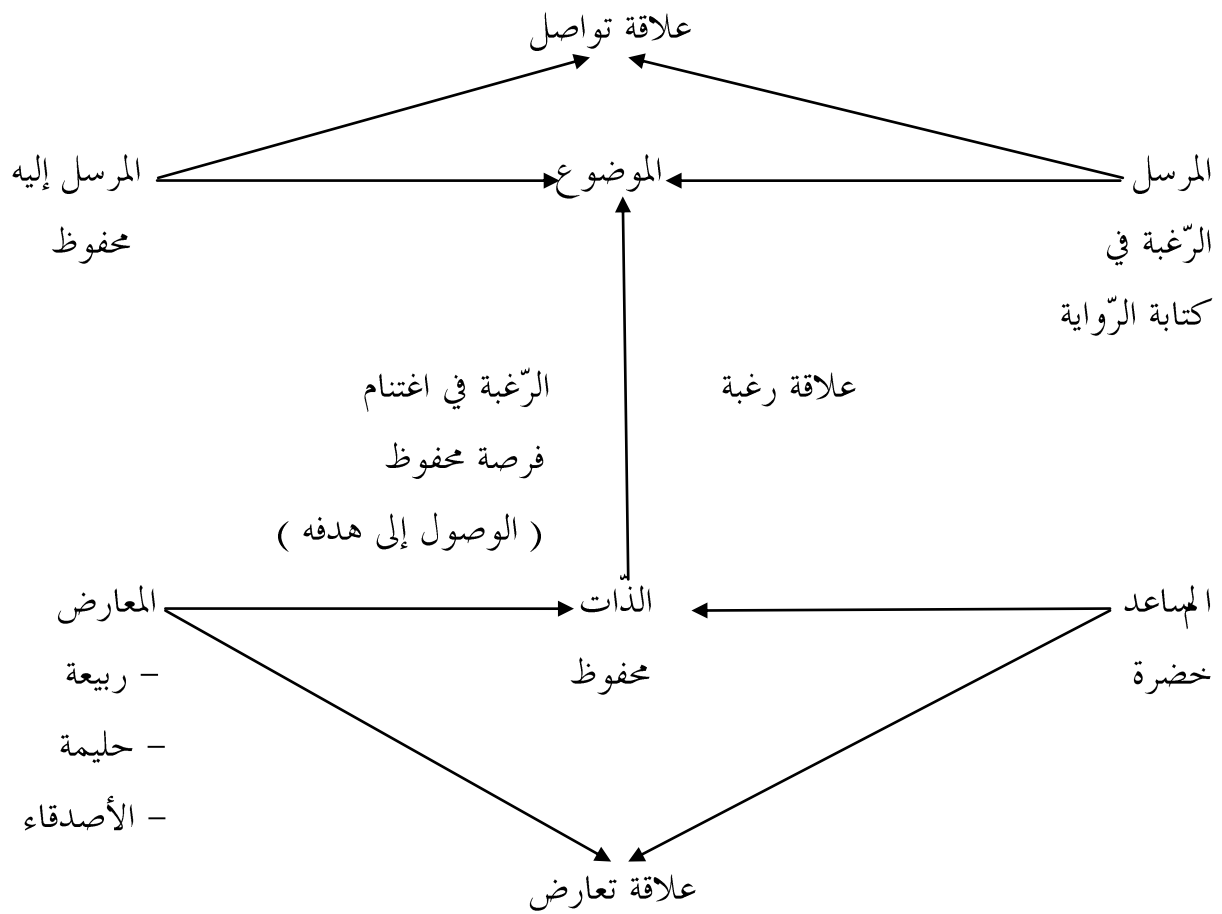 علاقة تواصل
المرسل
الموضوع
المرسل إليه
الرّغبة في
محفوظ
كتابة الرّواية
علاقة رغبة
الرّغبة في اغتنام
فرصة محفوظ
( الوصول إلى هدفه )
المساعد
الذّات
المعارض
خضرة
محفوظ
– ربيعة
– حليمة
– الأصدقاء
علاقة تعارض